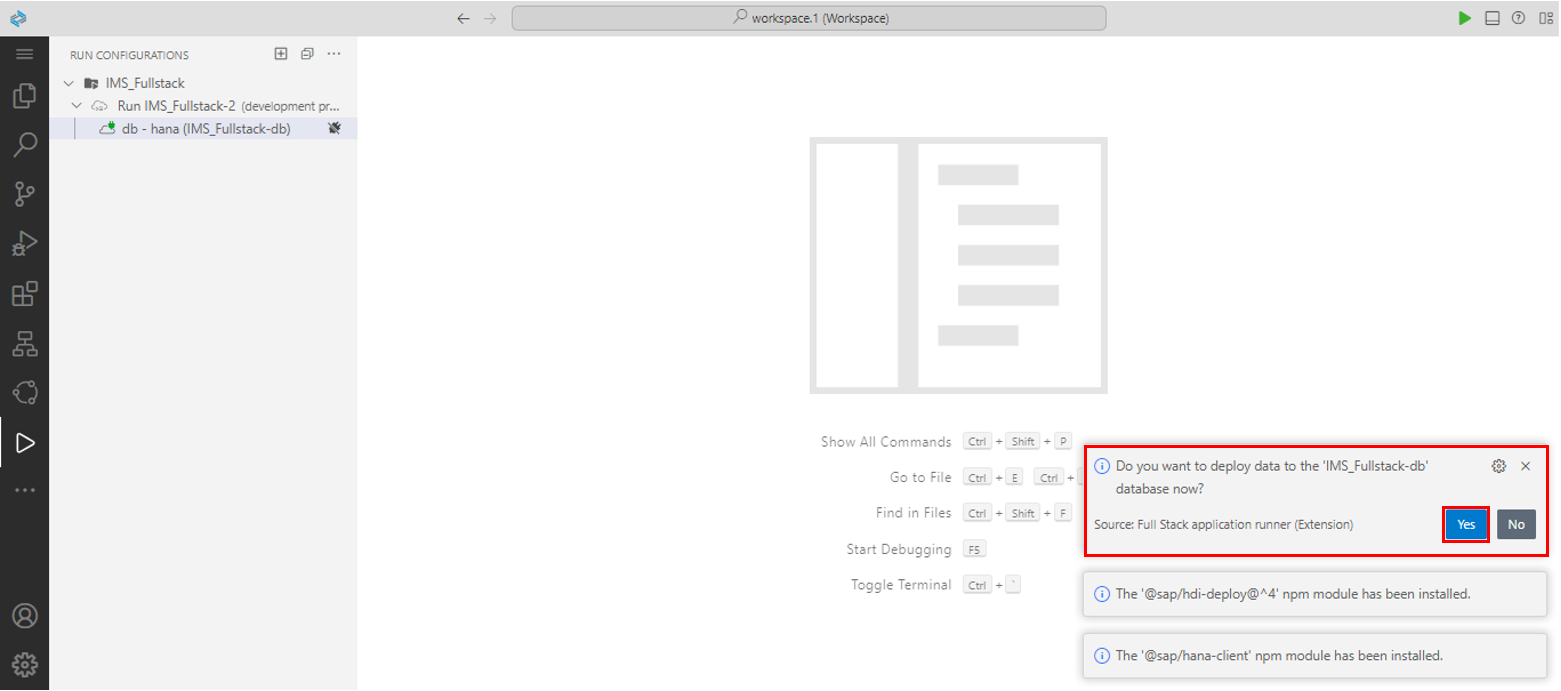 workspace.1 (Workspace)
RUN CONFIGURATIONS
IMS_Fullstack
Run IMS_Fullstack-2 (development pr...
db - hana (IMS_Fullstack-db)
Show All Commands Ctrl + Shift + P
Go to File Ctrl + E Ctrl +
Find in Files Ctrl + Shift + F
Start Debugging F5
Toggle Terminal Ctrl + `
Do you want to deploy data to the 'IMS_Fullstack-db'
database now?
Source: Full Stack application runner (Extension) Yes No
The '@sap/hdi-deploy@^4' npm module has been installed.
The '@sap/hana-client' npm module has been installed.